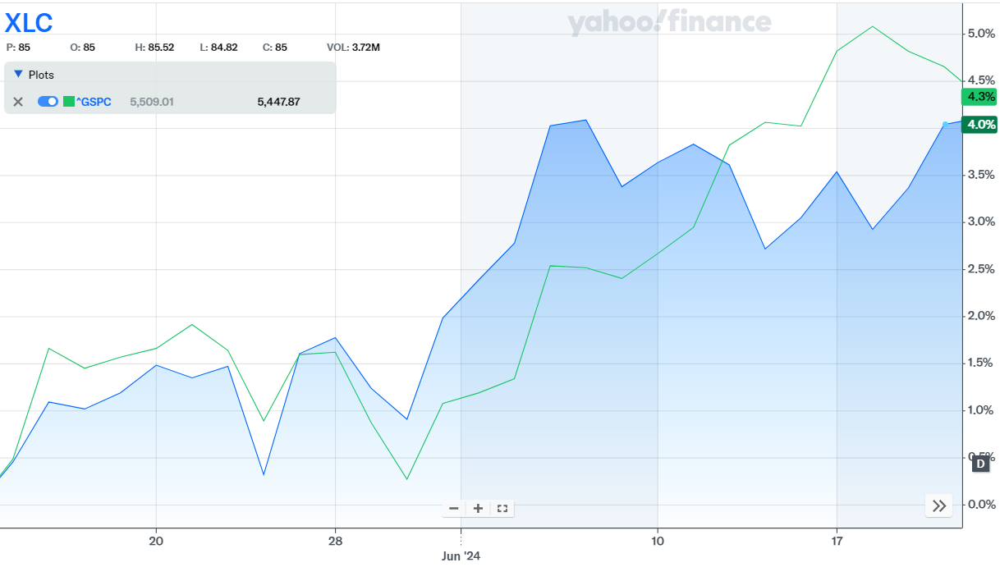 XLC
yahoo!finance
P: 85 O: 85 H: 85.52 L: 84.82 C: 85 VOL: 3.72M
Plots
^GSPC 5,509.01 5,447.87
5.0%
4.5%
4.3%
4.0%
3.5%
3.0%
2.5%
2.0%
1.5%
1.0%
0.5%
D
0.0%
20 28 10 17
Jun '24